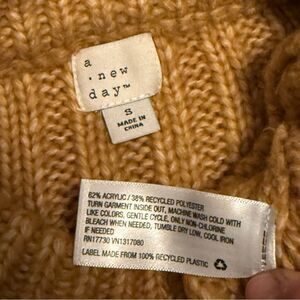 a
· new
day™
S
MADE IN
CHINA
62% ACRYLIC / 38% RECYCLED POLYESTER
TURN GARMENT INSIDE OUT, MACHINE WASH COLD WITH
LIKE COLORS, GENTLE CYCLE, ONLY NON-CHLORINE
BLEACH WHEN NEEDED, TUMBLE DRY LOW, COOL IRON
IF NEEDED
RN17730 VN1317080
LABEL MADE FROM 100% RECYCLED PLASTIC